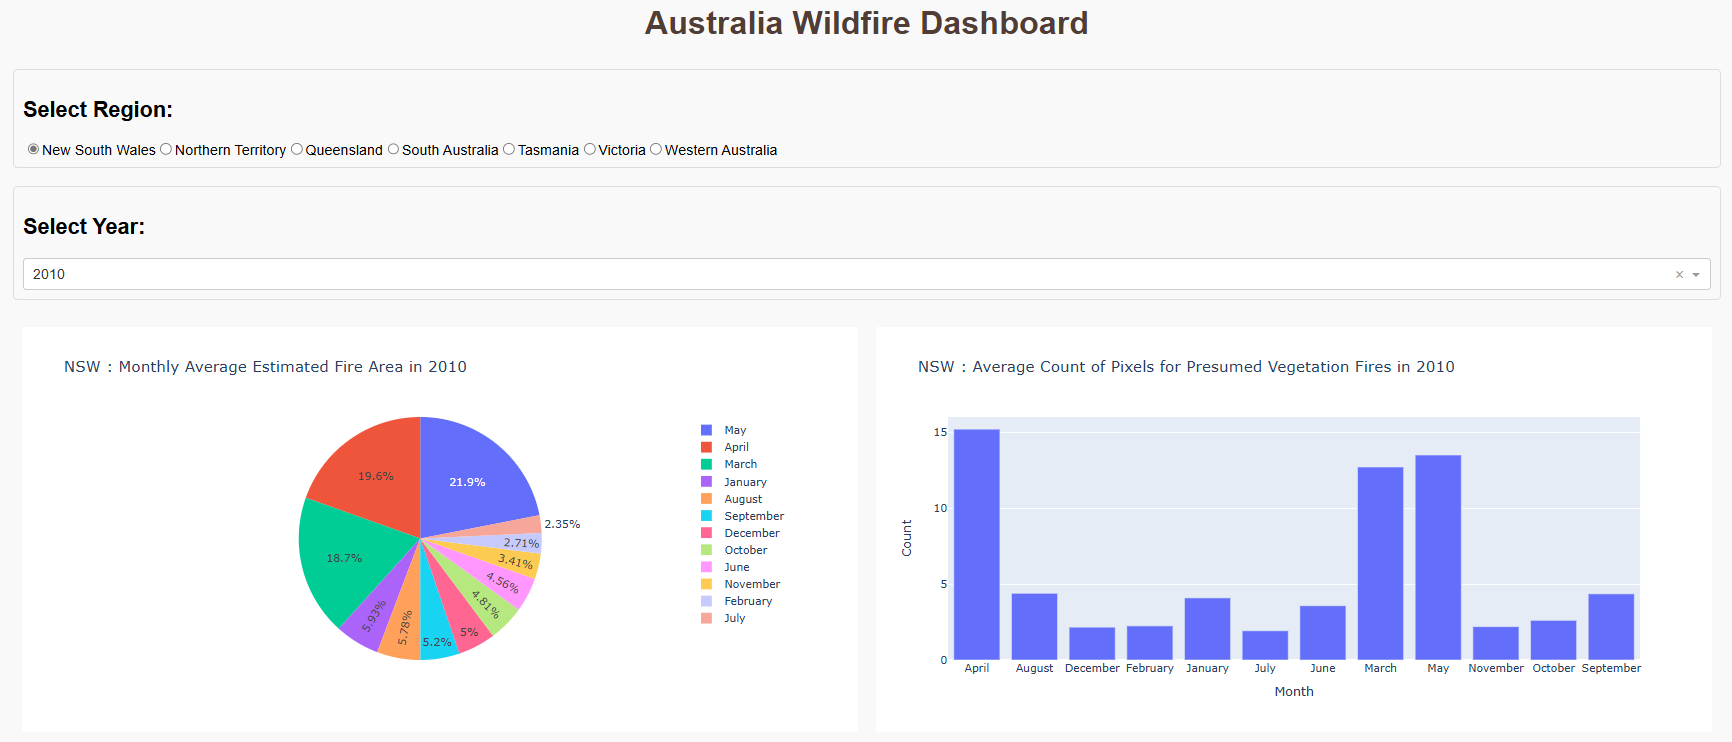 Australia Wildfire Dashboard
Select Region:
New South Wales Northern Territory Queensland South Australia Tasmania Victoria Western Australia
Select Year:
2010
NSW : Monthly Average Estimated Fire Area in 2010
21.9%
19.6%
18.7%
5.93%
5.78%
5.2%
5%
4.81%
4.56%
3.41%
2.71%
2.35%
May
April
March
January
August
September
December
October
June
November
February
July
NSW : Average Count of Pixels for Presumed Vegetation Fires in 2010
Count
15
10
5
0
April August December February January July June March May November October September
Month